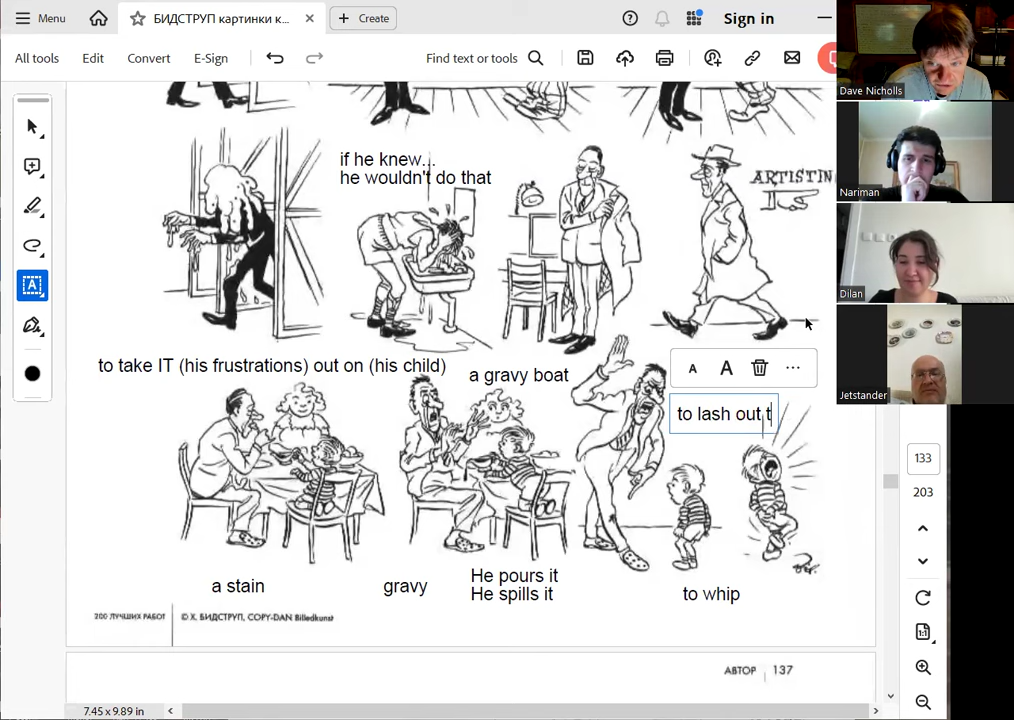 Menu
БИДСТРУП картинки к...
Create
Sign in
All tools
Edit
Convert
E-Sign
Find text or tools
Dave Nicholls
Nariman
Dilan
Jetstander
if he knew...
he wouldn't do that
ARTISTIN
to take IT (his frustrations) out on (his child)
a gravy boat
A
A
to lash out t
a stain
gravy
He pours it
He spills it
to whip
200 ЛУЧШИХ РАБОТ
© Х. БИДСТРУП, COPY-DAN Billedkunst
АВТОР
137
133
203
1:1
7.45 x 9.89 in